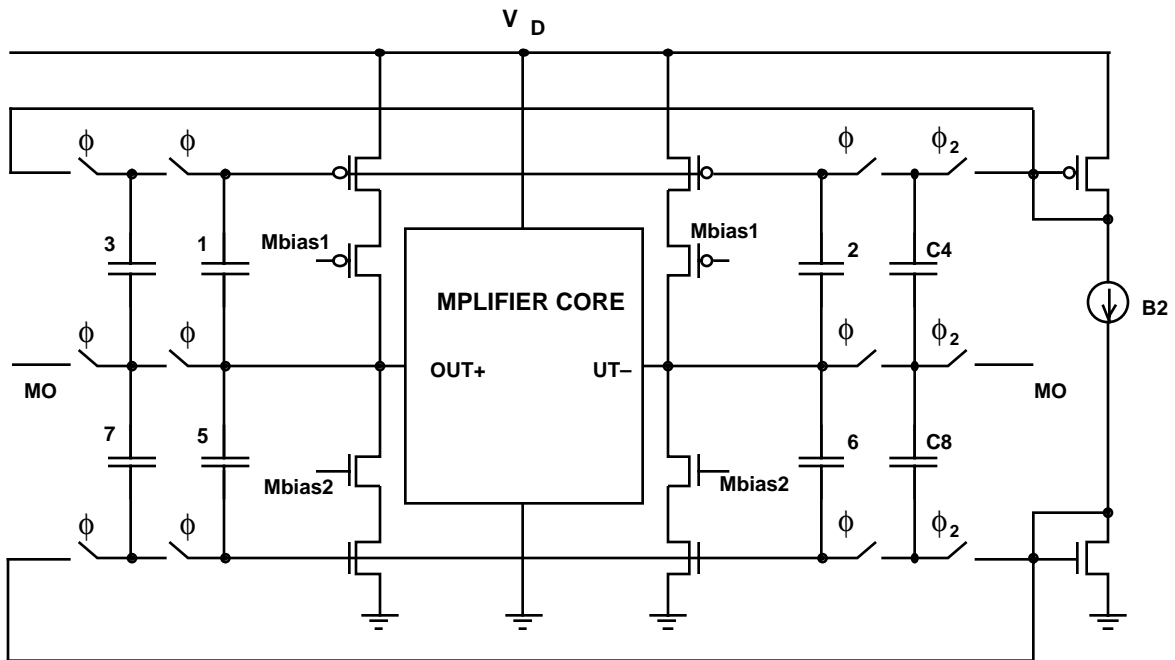 V D
ϕ ϕ ϕ ϕ2
3 1 Mbias1 Mbias1 2 C4
MPLIFIER CORE
B2
ϕ ϕ ϕ ϕ2
OUT+ UT–
MO MO
7 5 6 C8
Mbias2 Mbias2
ϕ ϕ ϕ ϕ2